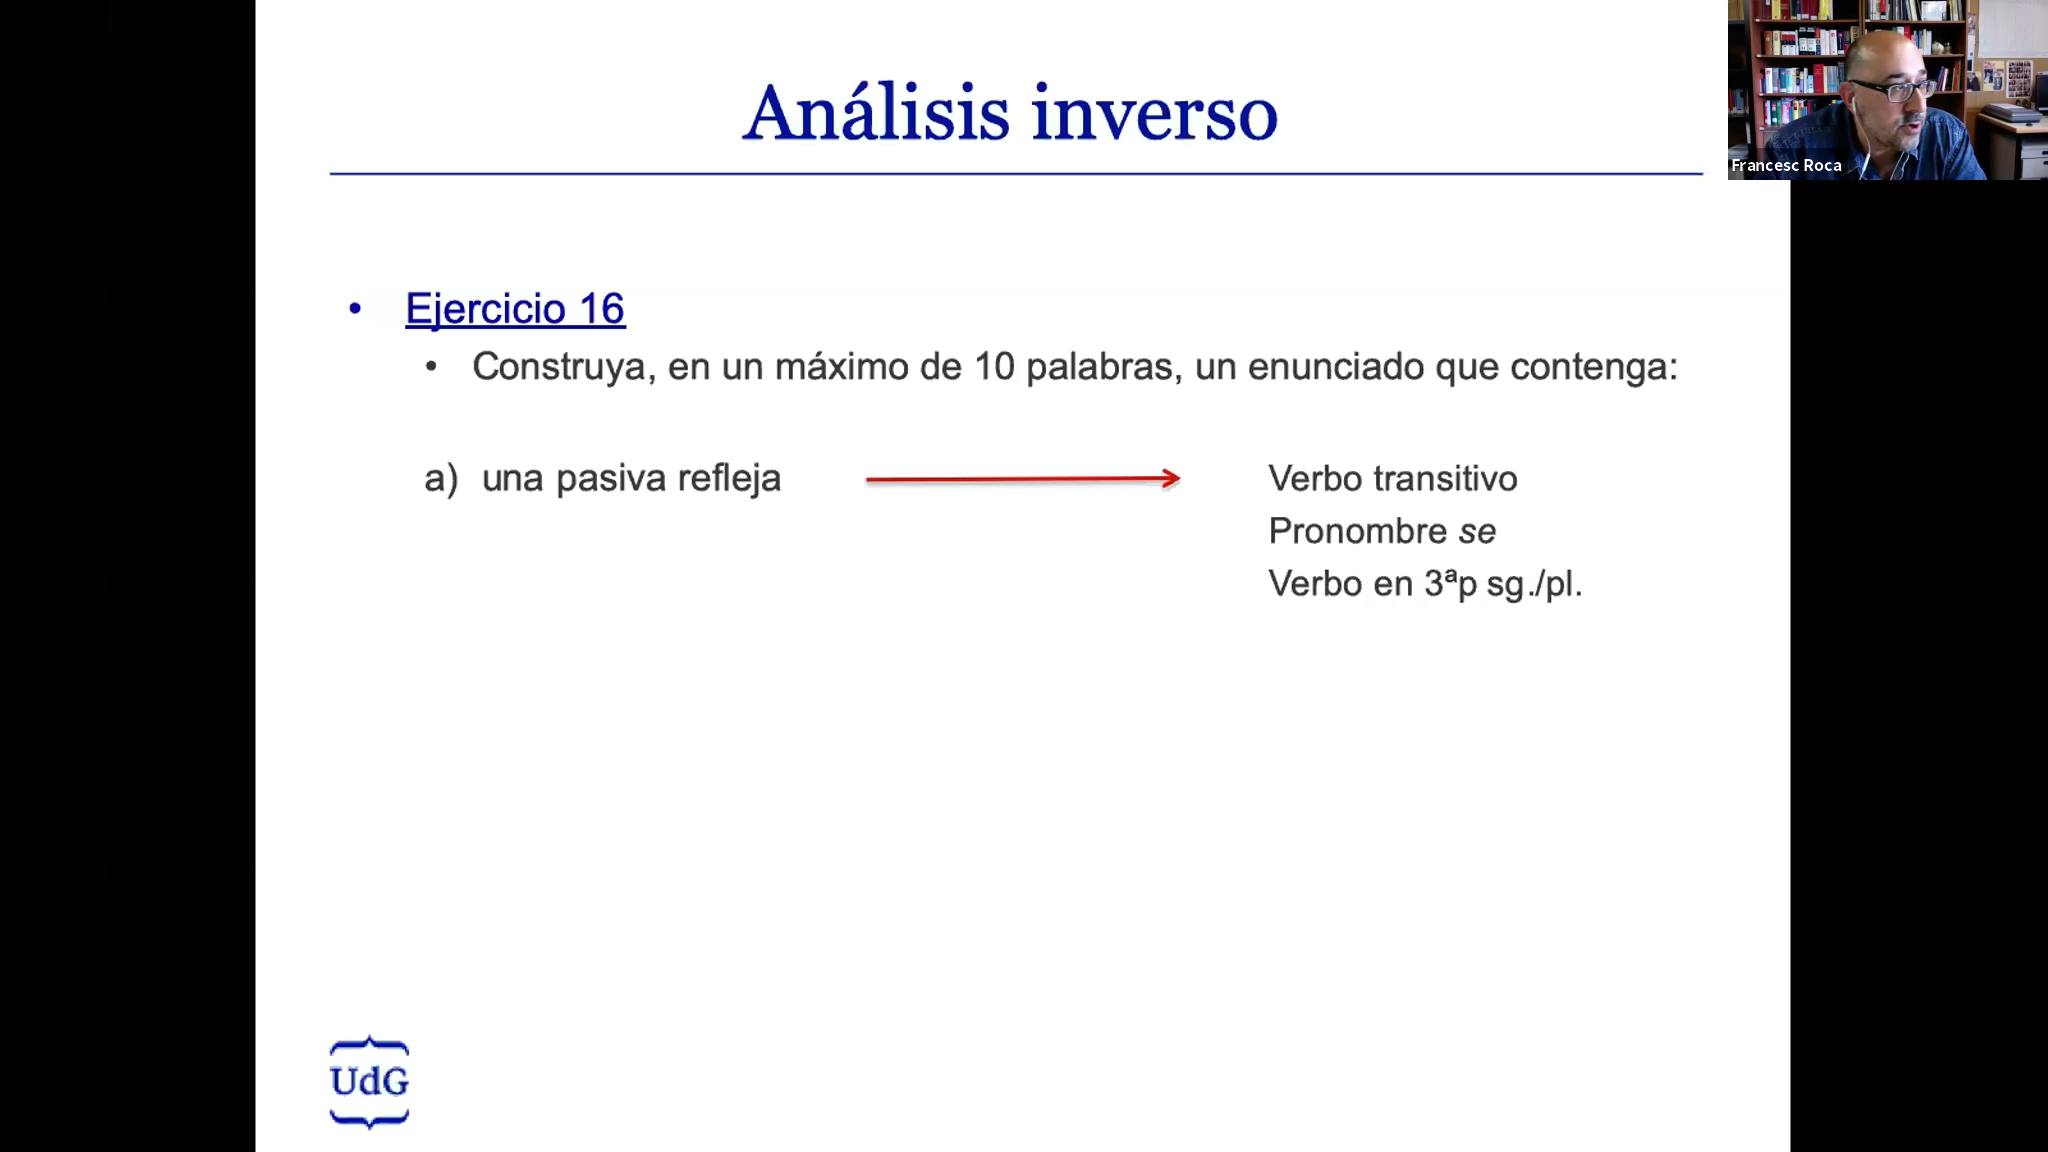 Análisis inverso
Francesc Roca
• Ejercicio 16
• Construya, en un máximo de 10 palabras, un enunciado que contenga:
a) una pasiva refleja
Verbo transitivo
Pronombre se
Verbo en 3ªp sg./pl.
UdG